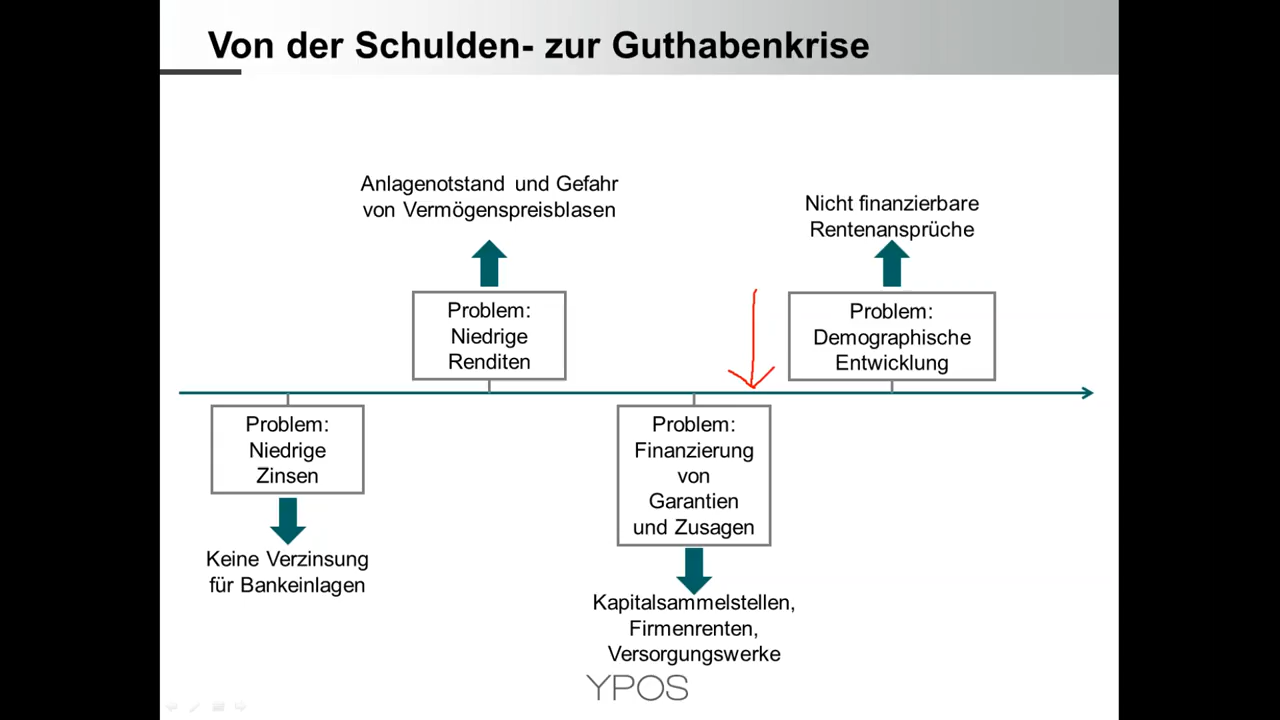 Von der Schulden- zur Guthabenkrise
Anlagenotstand und Gefahr
von Vermögenspreisblasen
Nicht finanzierbare
Rentenansprüche
Problem:
Niedrige
Renditen
Problem:
Demographische
Entwicklung
Problem:
Niedrige
Zinsen
Problem:
Finanzierung
von
Garantien
und Zusagen
Keine Verzinsung
für Bankeinlagen
Kapitalsammelstellen,
Firmenrenten,
Versorgungswerke
YPOS